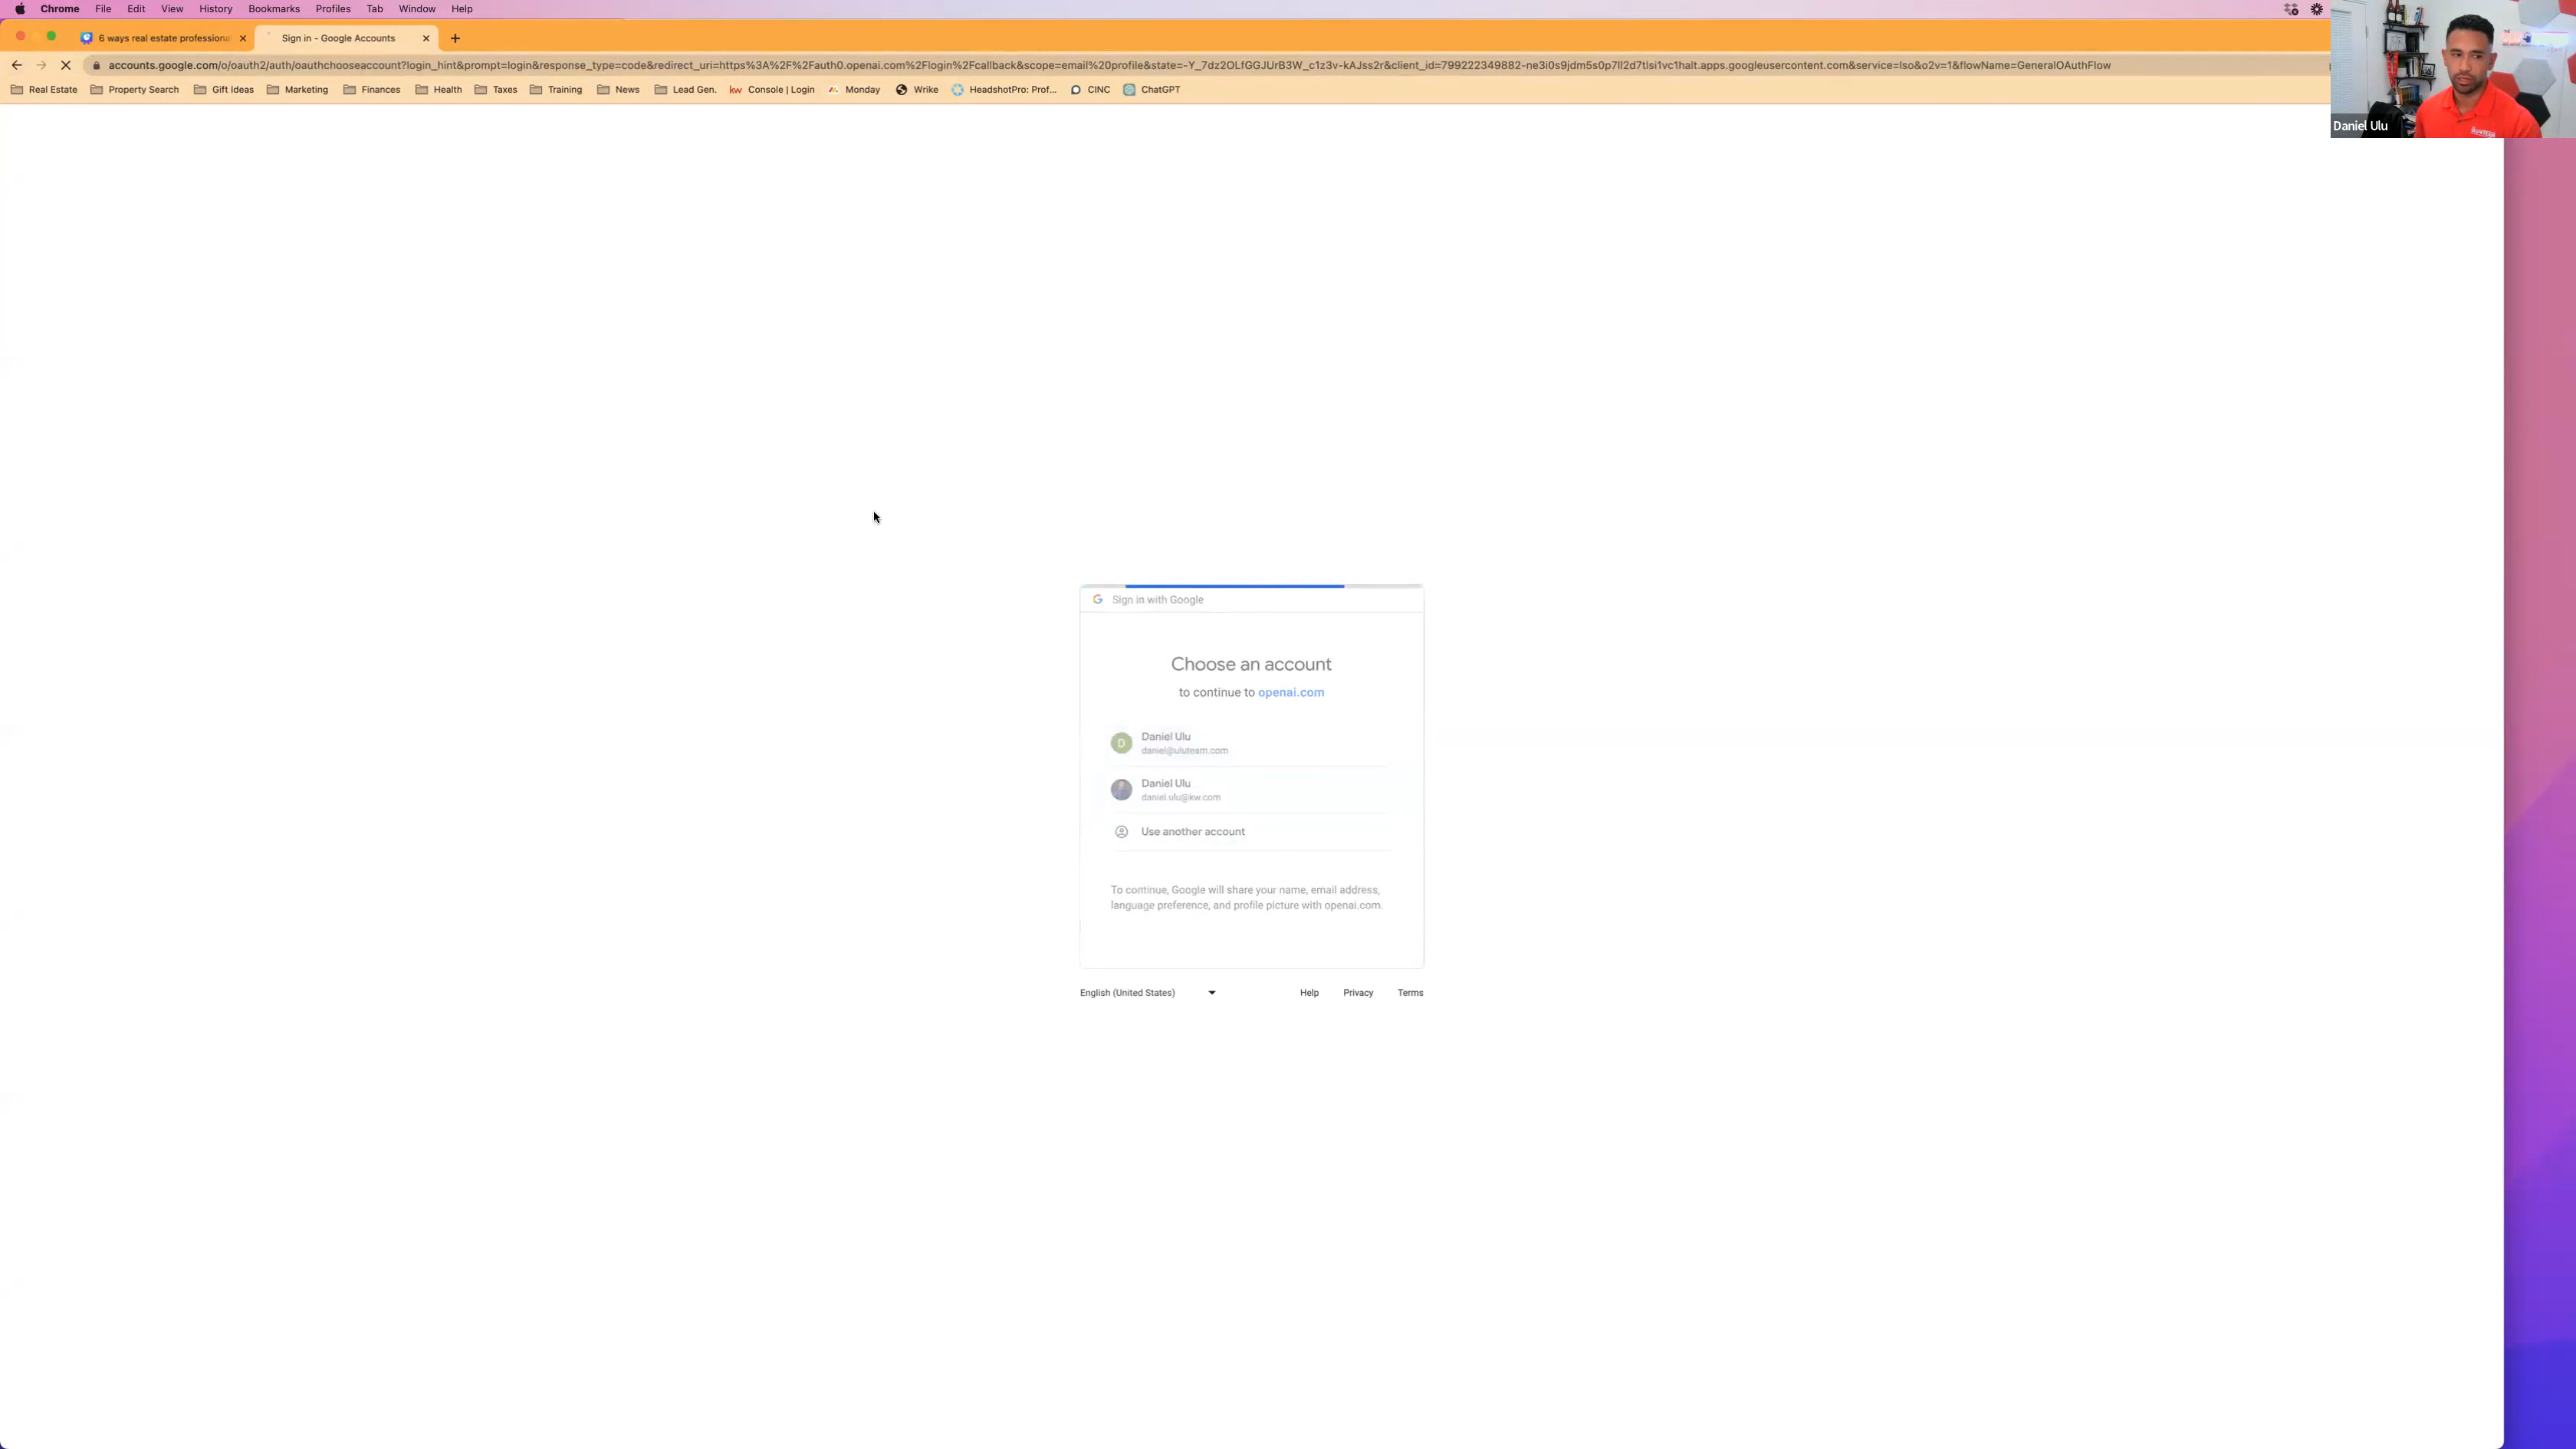 Chrome File Edit View History Bookmarks Profiles Tab Window Help
6 ways real estate professiona
Sign in - Google Accounts
accounts.google.com/o/oauth2/auth/oauthchooseaccount?login_hint&prompt=login&response_type=code&redirect_uri=https%3A%2F%2Fauth0.openai.com%2Flogin%2Fcallback&scope=email%20profile&state=-Y_7dz2OLfGGJUrB3W_c1z3v-kAJss2r&client_id=799222349882-ne3i0s9jdm5s0p7ll2d7tlsi1vc1halt.apps.googleusercontent.com&service=lso&o2v=1&flowName=GeneralOAuthFlow
Real Estate Property Search Gift Ideas Marketing Finances Health Taxes Training News Lead Gen. kw Console | Login Monday Wrike HeadshotPro: Prof... CINC ChatGPT
Daniel Ulu
Sign in with Google
Choose an account
to continue to openai.com
D
Daniel Ulu
daniel@uluteam.com
Daniel Ulu
daniel.ulu@kw.com
Use another account
To continue, Google will share your name, email address,
language preference, and profile picture with openai.com.
English (United States) Help Privacy Terms